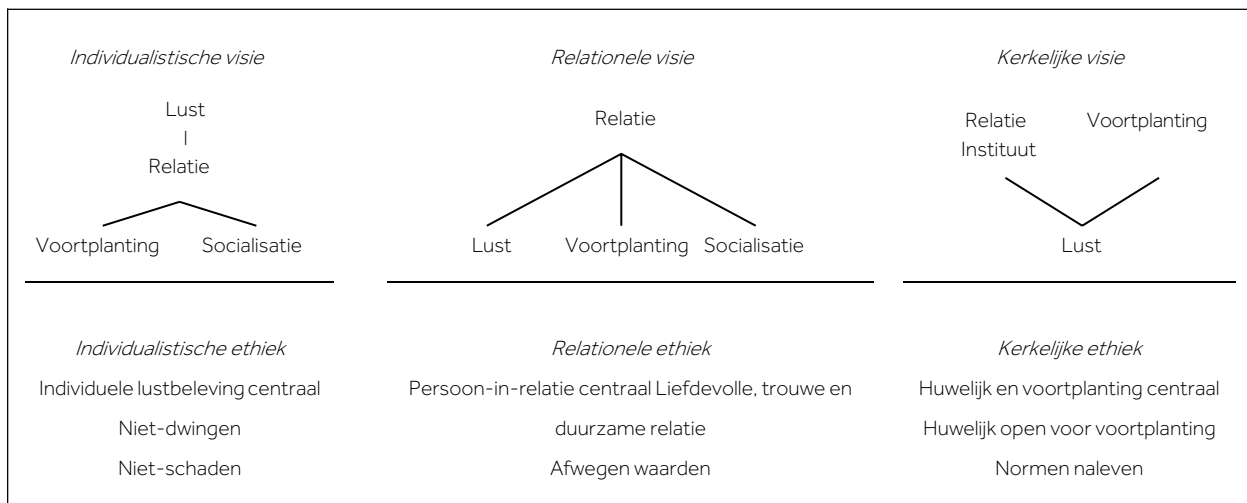 Individualistische visie
Lust
|
Relatie
Voortplanting Socialisatie
Individualistische ethiek
Individuele lustbeleving centraal
Niet-dwingen
Niet-schaden
Relationele visie
Relatie
Lust Voortplanting Socialisatie
Relationele ethiek
Persoon-in-relatie centraal Liefdevolle, trouwe en
duurzame relatie
Afwegen waarden
Kerkelijke visie
Relatie Voortplanting
Instituut
Lust
Kerkelijke ethiek
Huwelijk en voortplanting centraal
Huwelijk open voor voortplanting
Normen naleven